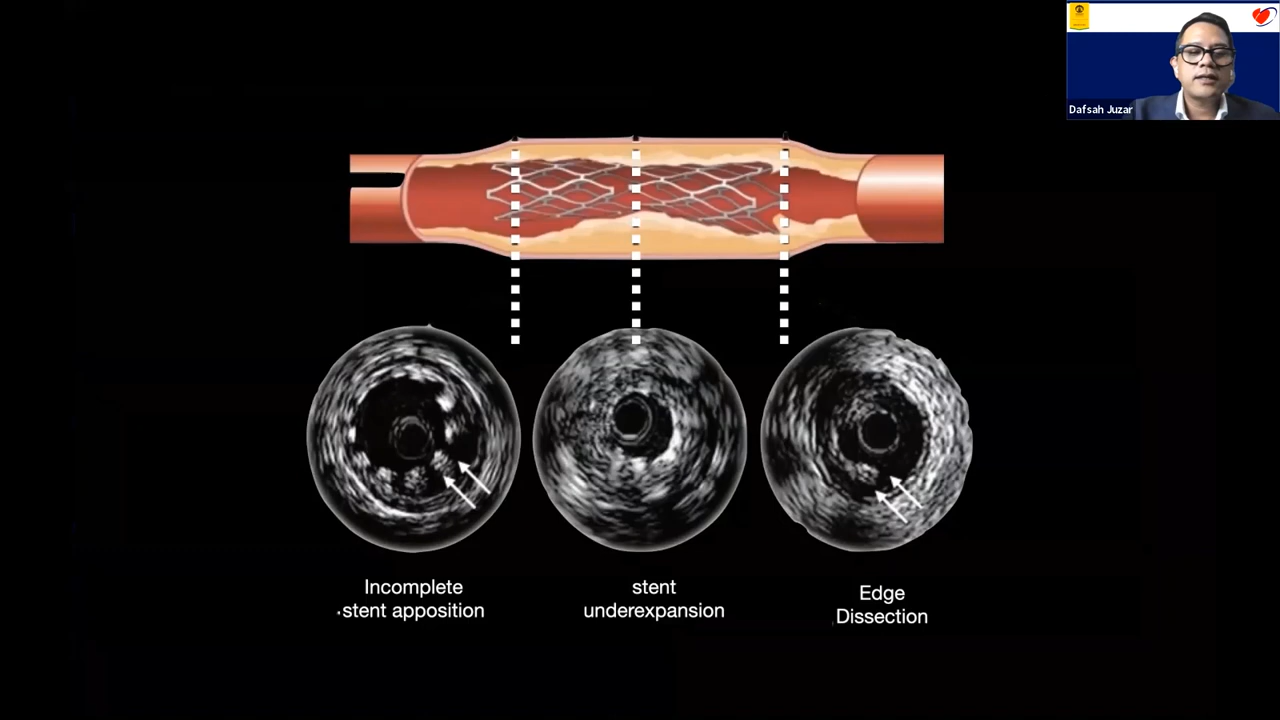 Dafsah Juzar
Incomplete
stent apposition
stent
underexpansion
Edge
Dissection